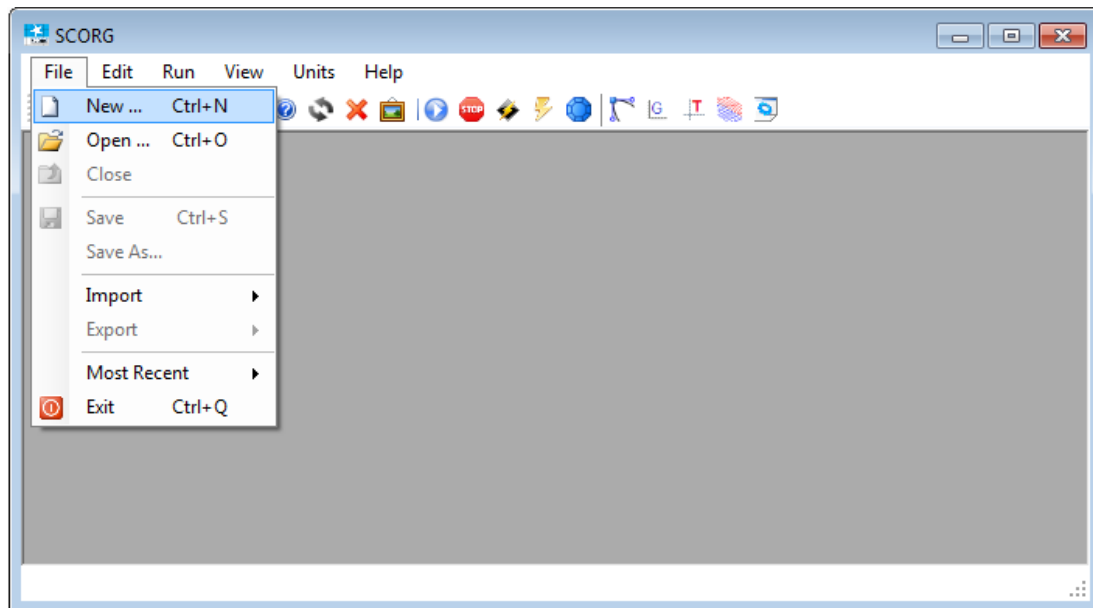 SCORG
File Edit Run View Units Help
New ... Ctrl+N
STOP G T
Open ... Ctrl+O
Close
Save Ctrl+S
Save As...
Import
Export
Most Recent
Exit Ctrl+Q